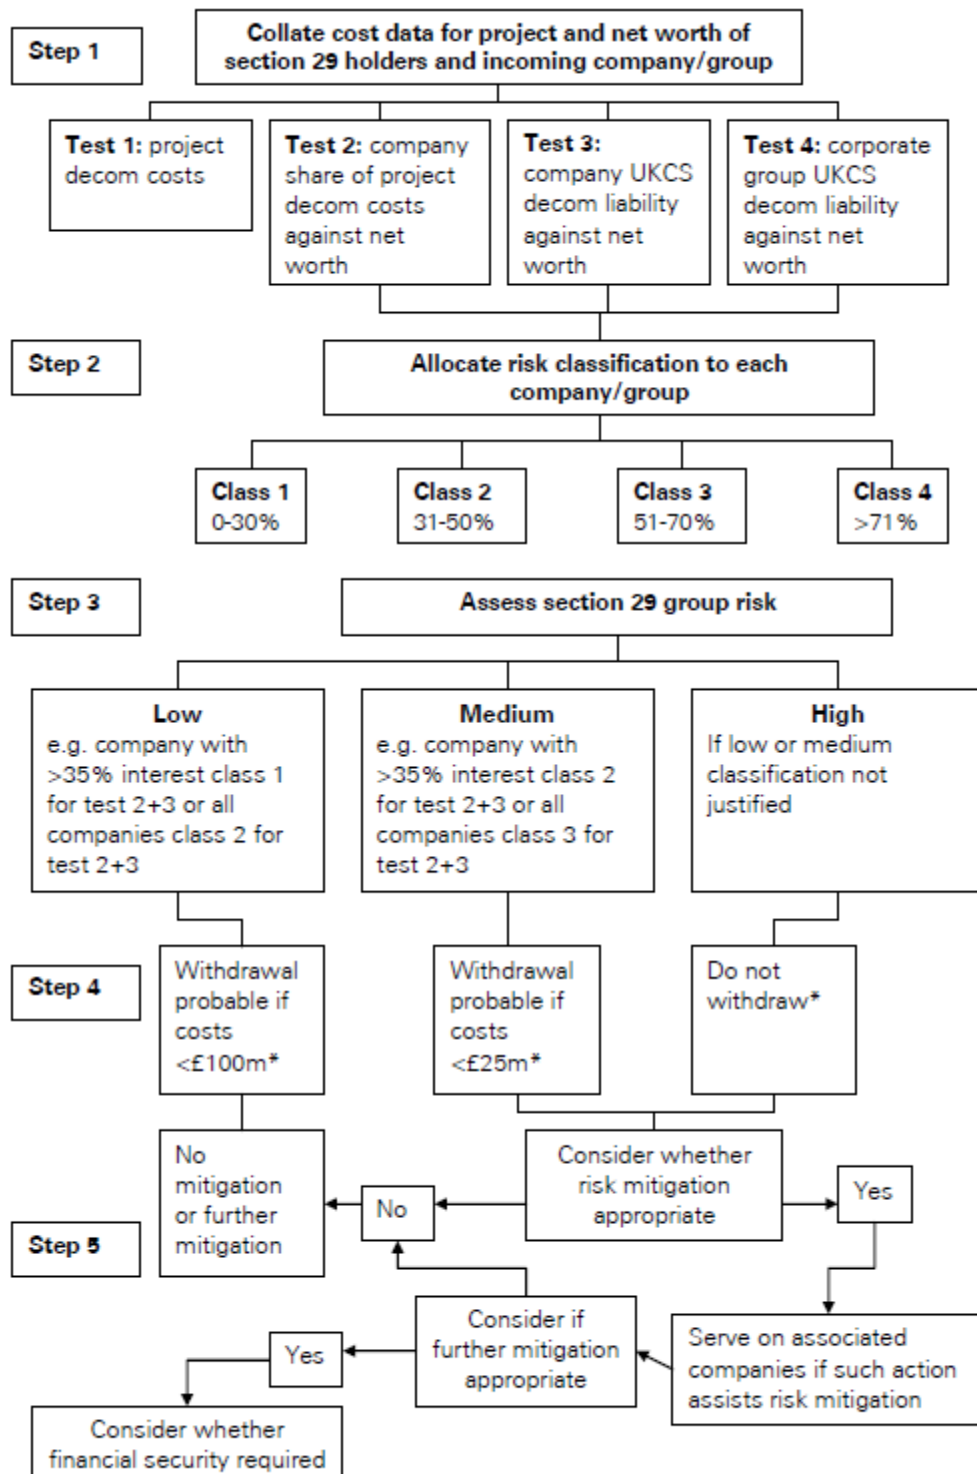 Step 1
Collate cost data for project and net worth of
section 29 holders and incoming company/group
Test 1: project
decom costs
Test 2: company
share of project
decom costs
against net
worth
Test 3:
company UKCS
decom liability
against net
worth
Test 4: corporate
group UKCS
decom liability
against net
worth
Step 2
Allocate risk classification to each
company/group
Class 1
0-30%
Class 2
31-50%
Class 3
51-70%
Class 4
>71%
Step 3
Assess section 29 group risk
Low
e.g. company with
>35% interest class 1
for test 2+3 or all
companies class 2 for
test 2+3
Medium
e.g. company with
>35% interest class 2
for test 2+3 or all
companies class 3 for
test 2+3
High
If low or medium
classification not
justified
Step 4
Withdrawal
probable if
costs
<£100m*
Withdrawal
probable if
costs
<£25m*
Do not
withdraw*
Step 5
No
mitigation
or further
mitigation
No
Consider whether
risk mitigation
appropriate
Yes
Serve on associated
companies if such action
assists risk mitigation
Consider if
further mitigation
appropriate
Yes
Consider whether
financial security required